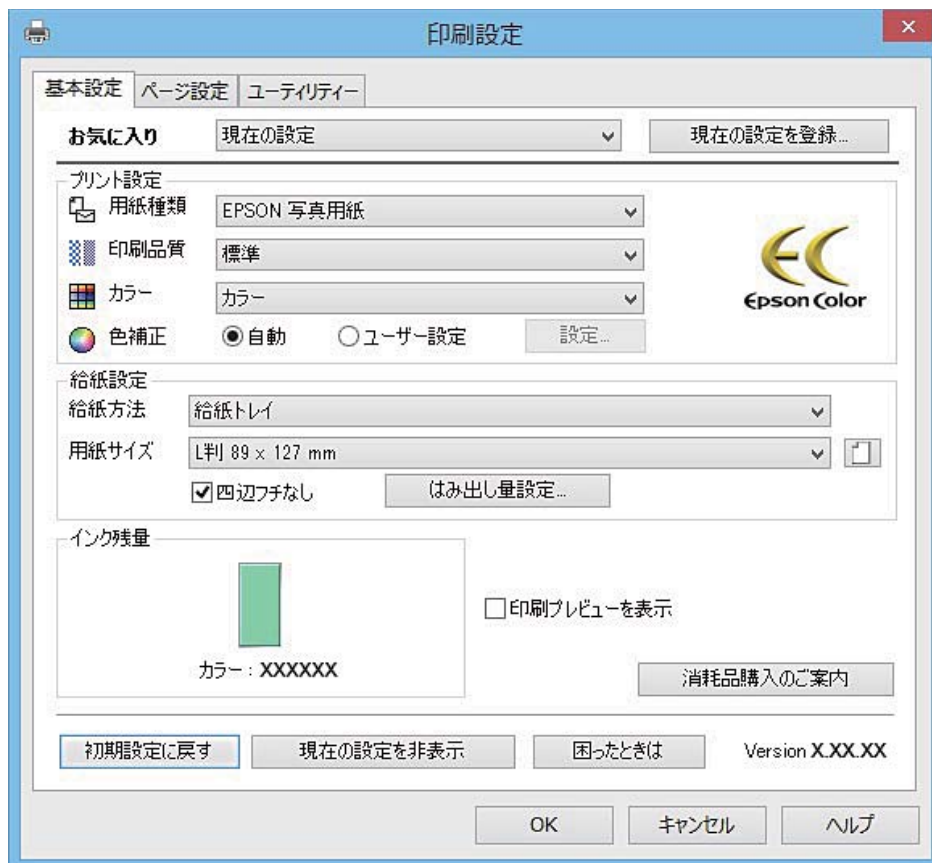 印刷設定
基本設定 ページ設定 ユーティリティー
お気に入り 現在の設定 現在の設定を登録...
プリント設定
用紙種類 EPSON 写真用紙
印刷品質 標準
カラー カラー
EC
Epson Color
色補正 自動 ユーザー設定 設定...
給紙設定
給紙方法 給紙トレイ
用紙サイズ L判 89 x 127 mm
四辺フチなし はみ出し量設定...
インク残量
印刷プレビューを表示
カラー : XXXXXX
消耗品購入のご案内
初期設定に戻す 現在の設定を非表示 困ったときは Version X.XX.XX
OK キャンセル ヘルプ